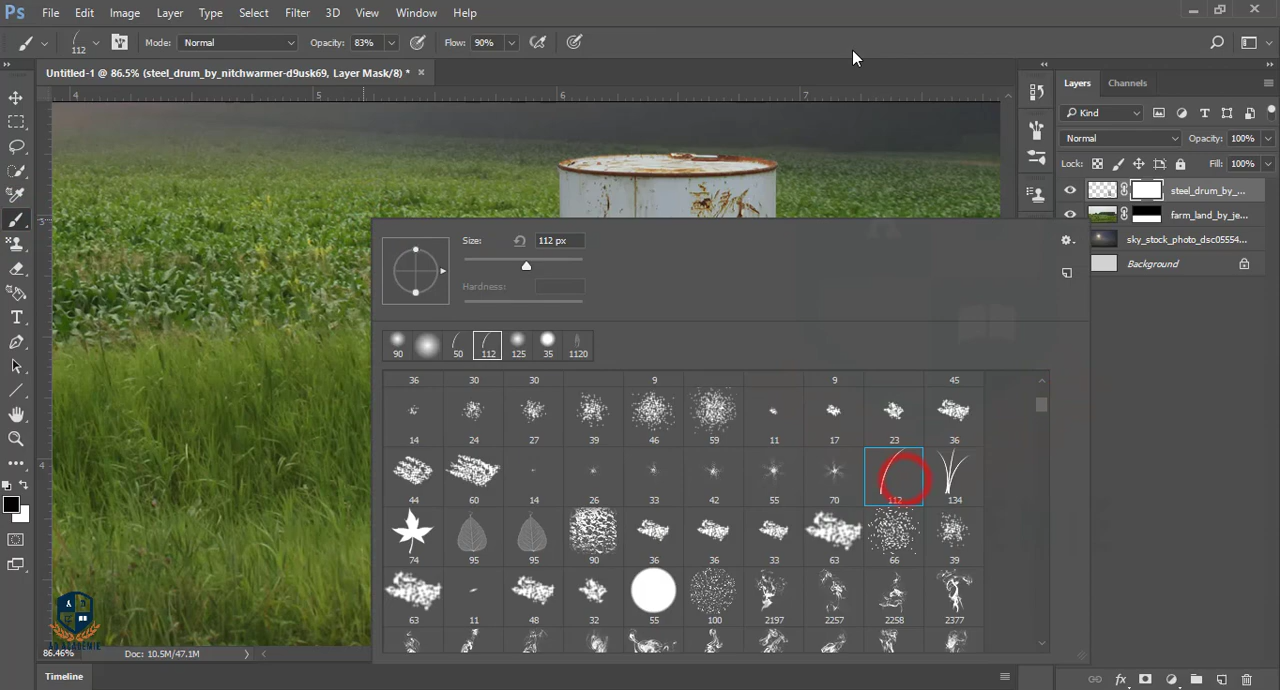 Ps File Edit Image Layer Type Select Filter 3D View Window Help
112 Mode: Normal Opacity: 83% Flow: 90%
Untitled-1 @ 86.5% (steel_drum_by_nitchwarmer-d9usk69, Layer Mask/8) * ×
4 5 6 7
3
4
Size: 112 px
Hardness:
90 50 112 125 35 1120
36 30 30 9 9 45
14 24 27 39 46 59 11 17 23 36
44 60 14 26 33 42 55 70 112 134
74 95 95 90 36 36 33 63 66 39
63 11 48 32 55 100 2197 2257 2258 2377
Layers Channels
Kind
Normal Opacity: 100%
Lock: Fill: 100%
steel_drum_by_...
farm_land_by_je...
sky_stock_photo_dsc05554...
Background
86.46% Doc: 10.5M/47.1M
Timeline
fx